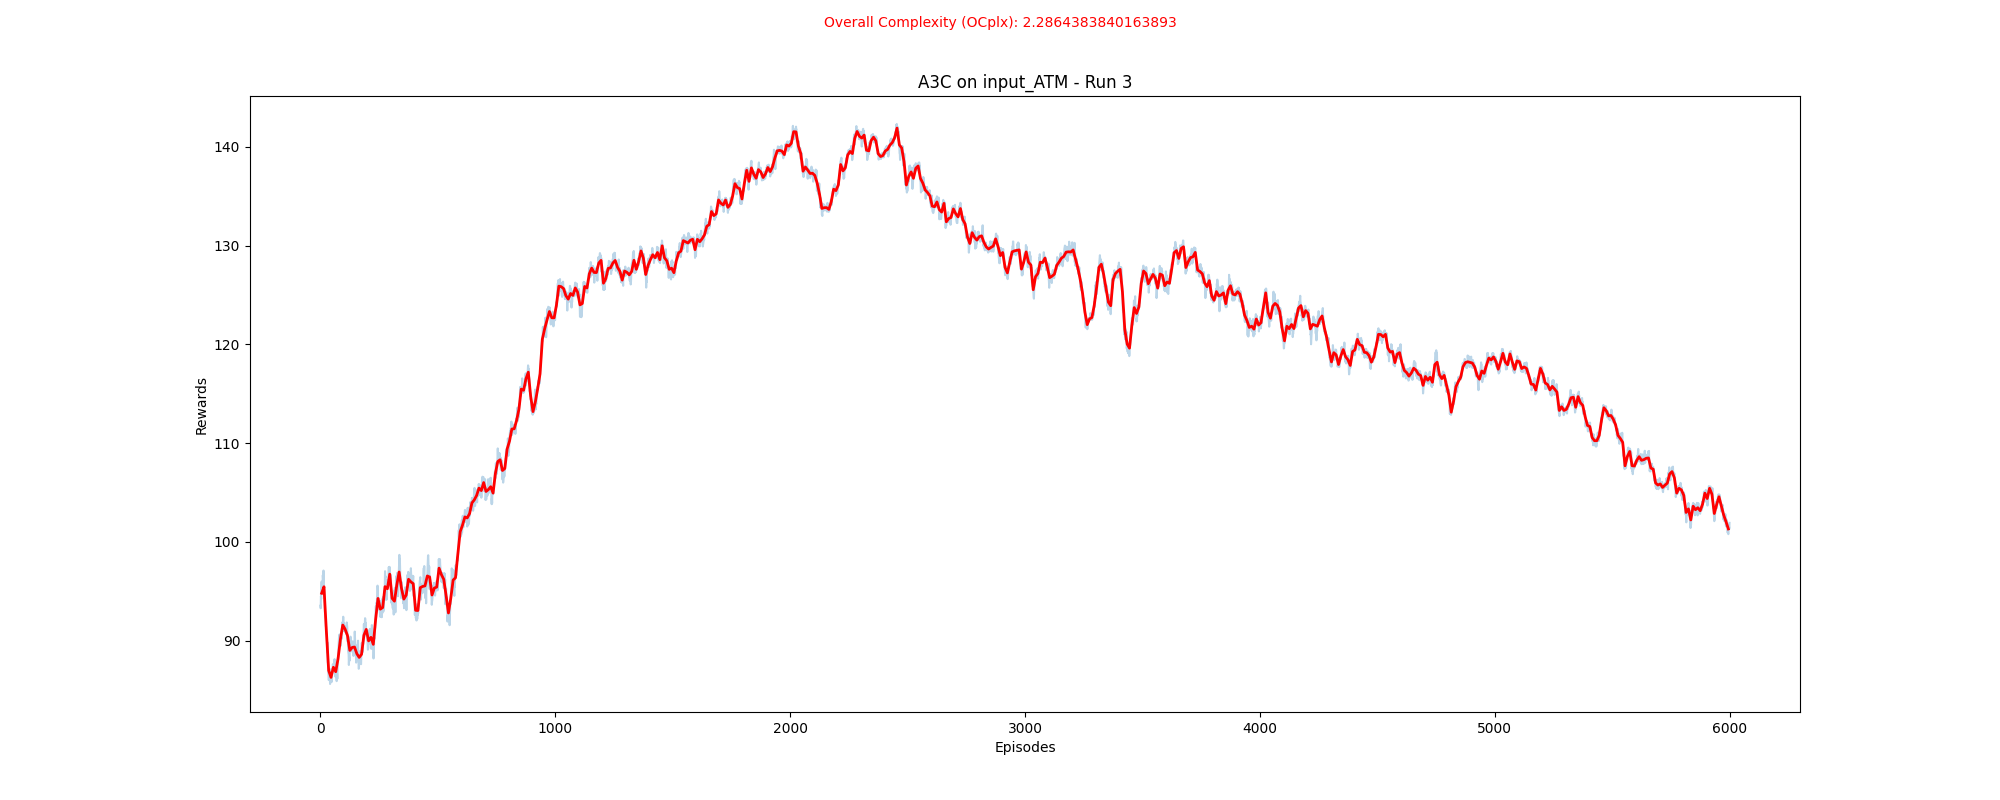 Overall Complexity (OCplx): 2.2864383840163893
A3C on input_ATM - Run 3
140
130
120
110
100
90
Rewards
0 1000 2000 3000 4000 5000 6000
Episodes